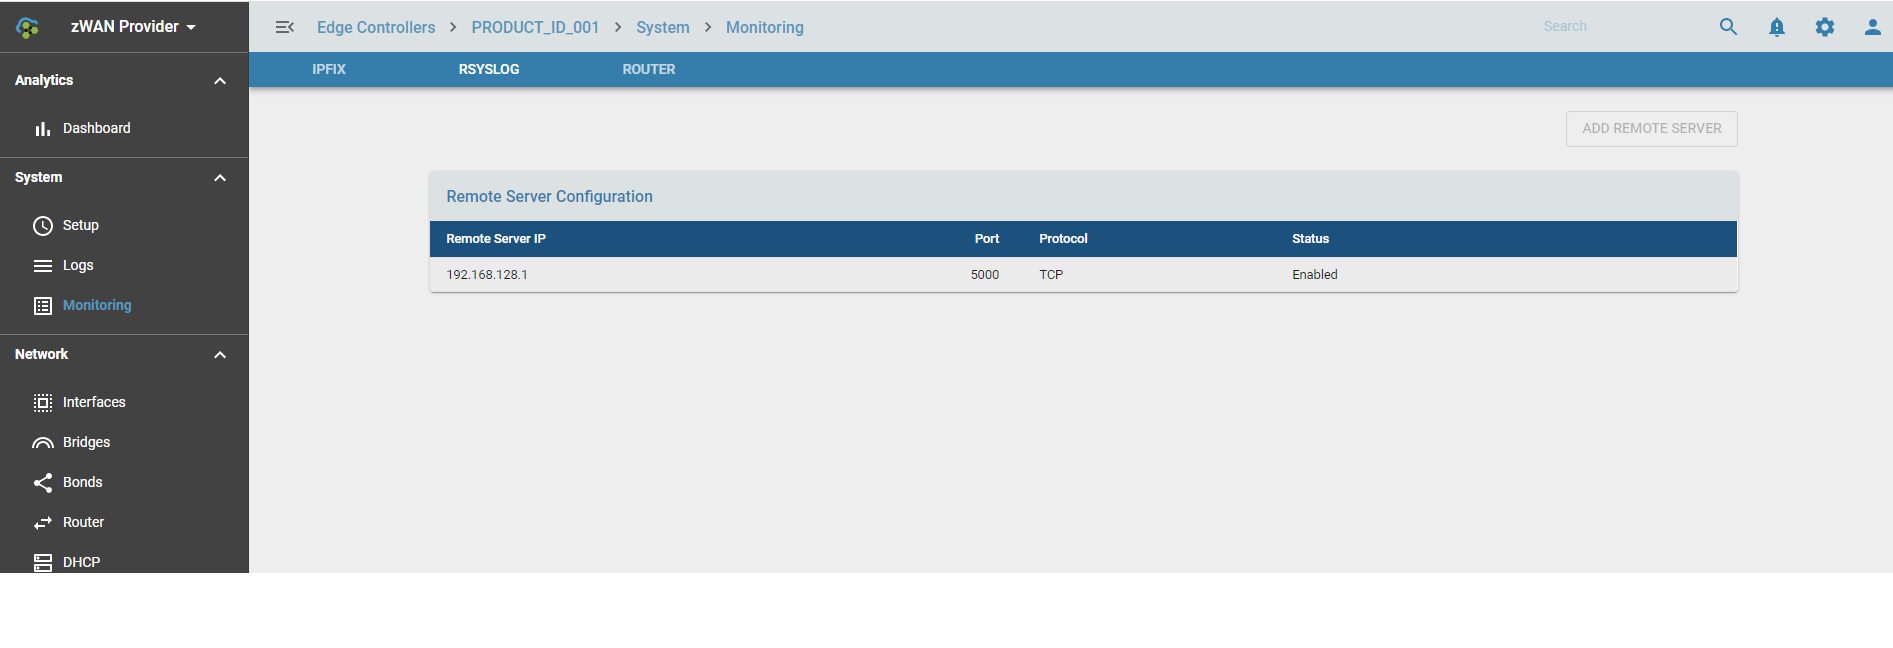 zWAN Provider
Edge Controllers > PRODUCT_ID_001 > System > Monitoring
Search
IPFIX RSYSLOG ROUTER
Analytics
Dashboard
System
Setup
Logs
Monitoring
Network
Interfaces
Bridges
Bonds
Router
DHCP
ADD REMOTE SERVER
Remote Server Configuration
Remote Server IP Port Protocol Status
192.168.128.1 5000 TCP Enabled